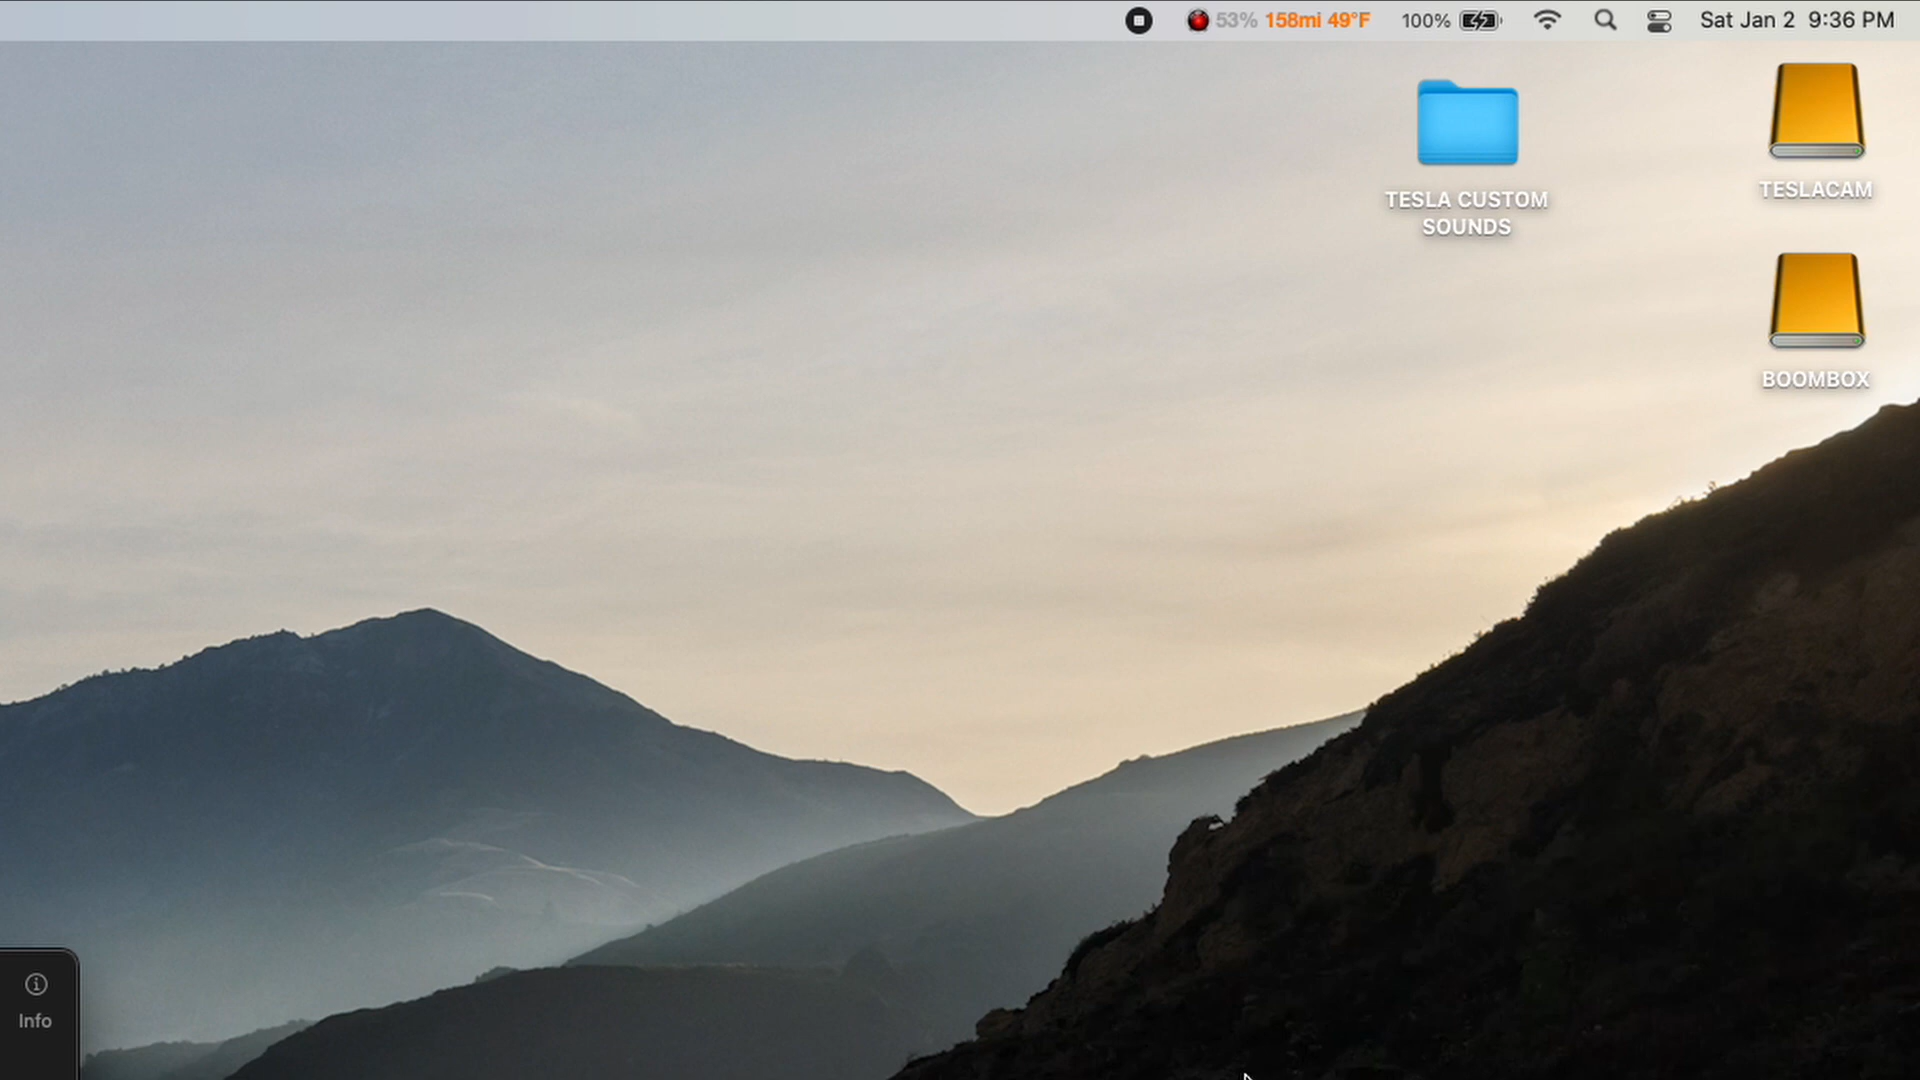 53% 158mi 49°F 100% Sat Jan 2 9:36 PM
TESLA CUSTOM
SOUNDS
TESLACAM
BOOMBOX
Info